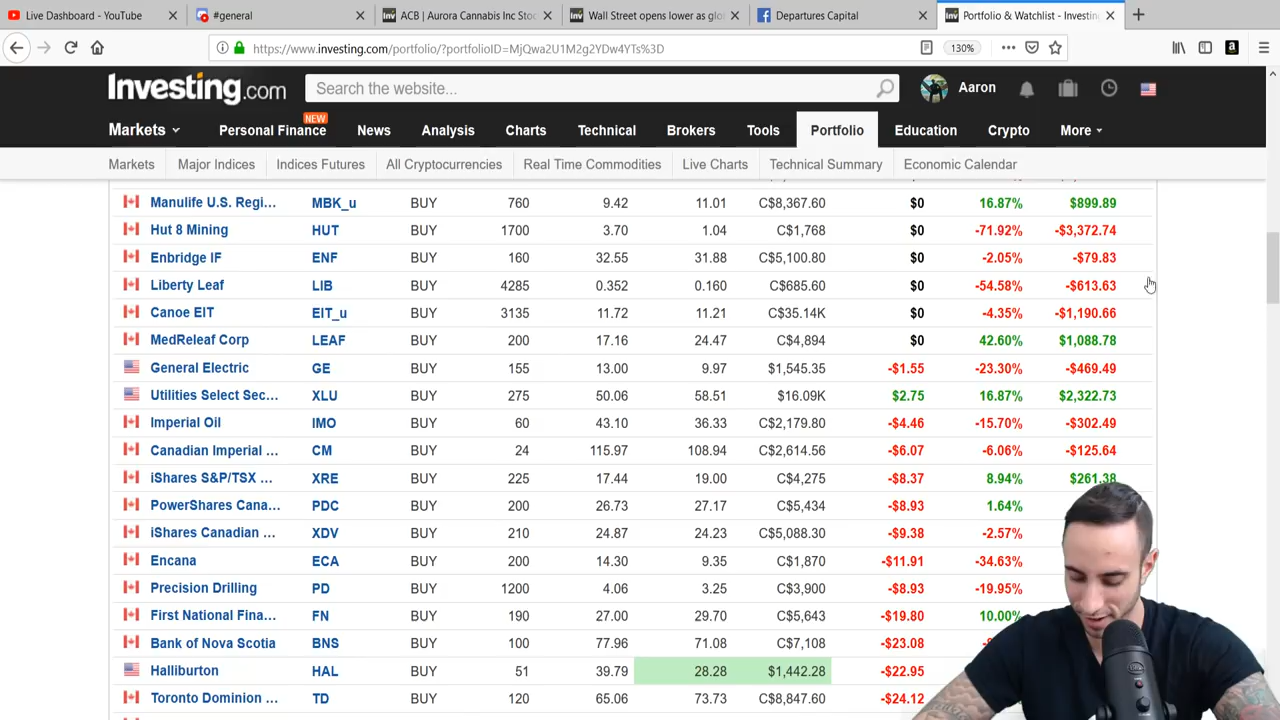 Live Dashboard - YouTube
#general
ACB | Aurora Cannabis Inc Stoc
Wall Street opens lower as glo
Departures Capital
Portfolio & Watchlist - Investing
https://www.investing.com/portfolio/?portfolioID=MjQwa2U1M2g2YDw4YTs%3D
130%
Investing.com
Search the website...
Aaron
NEW
Markets Personal Finance News Analysis Charts Technical Brokers Tools Portfolio Education Crypto More
Markets Major Indices Indices Futures All Cryptocurrencies Real Time Commodities Live Charts Technical Summary Economic Calendar
Manulife U.S. Regi... MBK_u BUY 760 9.42 11.01 C$8,367.60 $0 16.87% $899.89
Hut 8 Mining HUT BUY 1700 3.70 1.04 C$1,768 $0 -71.92% -$3,372.74
Enbridge IF ENF BUY 160 32.55 31.88 C$5,100.80 $0 -2.05% -$79.83
Liberty Leaf LIB BUY 4285 0.352 0.160 C$685.60 $0 -54.58% -$613.63
Canoe EIT EIT_u BUY 3135 11.72 11.21 C$35.14K $0 -4.35% -$1,190.66
MedReleaf Corp LEAF BUY 200 17.16 24.47 C$4,894 $0 42.60% $1,088.78
General Electric GE BUY 155 13.00 9.97 $1,545.35 -$1.55 -23.30% -$469.49
Utilities Select Sec... XLU BUY 275 50.06 58.51 $16.09K $2.75 16.87% $2,322.73
Imperial Oil IMO BUY 60 43.10 36.33 C$2,179.80 -$4.46 -15.70% -$302.49
Canadian Imperial ... CM BUY 24 115.97 108.94 C$2,614.56 -$6.07 -6.06% -$125.64
iShares S&P/TSX ... XRE BUY 225 17.44 19.00 C$4,275 -$8.37 8.94% $261.38
PowerShares Cana... PDC BUY 200 26.73 27.17 C$5,434 -$8.93 1.64%
iShares Canadian ... XDV BUY 210 24.87 24.23 C$5,088.30 -$9.38 -2.57%
Encana ECA BUY 200 14.30 9.35 C$1,870 -$11.91 -34.63%
Precision Drilling PD BUY 1200 4.06 3.25 C$3,900 -$8.93 -19.95%
First National Fina... FN BUY 190 27.00 29.70 C$5,643 -$19.80 10.00%
Bank of Nova Scotia BNS BUY 100 77.96 71.08 C$7,108 -$23.08
Halliburton HAL BUY 51 39.79 28.28 $1,442.28 -$22.95
Toronto Dominion ... TD BUY 120 65.06 73.73 C$8,847.60 -$24.12